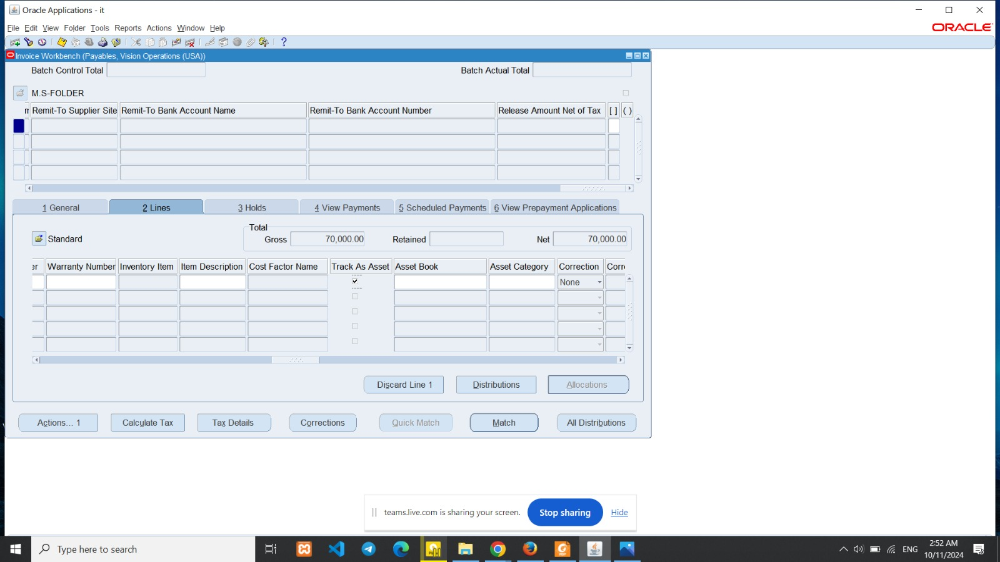 Oracle Applications - it
File Edit View Folder Tools Reports Actions Window Help
ORACLE
Invoice Workbench (Payables, Vision Operations (USA))
Batch Control Total
Batch Actual Total
M.S-FOLDER
Remit-To Supplier Site Remit-To Bank Account Name Remit-To Bank Account Number Release Amount Net of Tax [ ] ( )
1 General 2 Lines 3 Holds 4 View Payments 5 Scheduled Payments 6 View Prepayment Applications
Total
Standard
Gross 70,000.00 Retained Net 70,000.00
er Warranty Number Inventory Item Item Description Cost Factor Name Track As Asset Asset Book Asset Category Correction Corr
None
Discard Line 1 Distributions Allocations
Actions... 1 Calculate Tax Tax Details Corrections Quick Match Match All Distributions
teams.live.com is sharing your screen. Stop sharing Hide
Type here to search
ENG
2:52 AM
10/11/2024